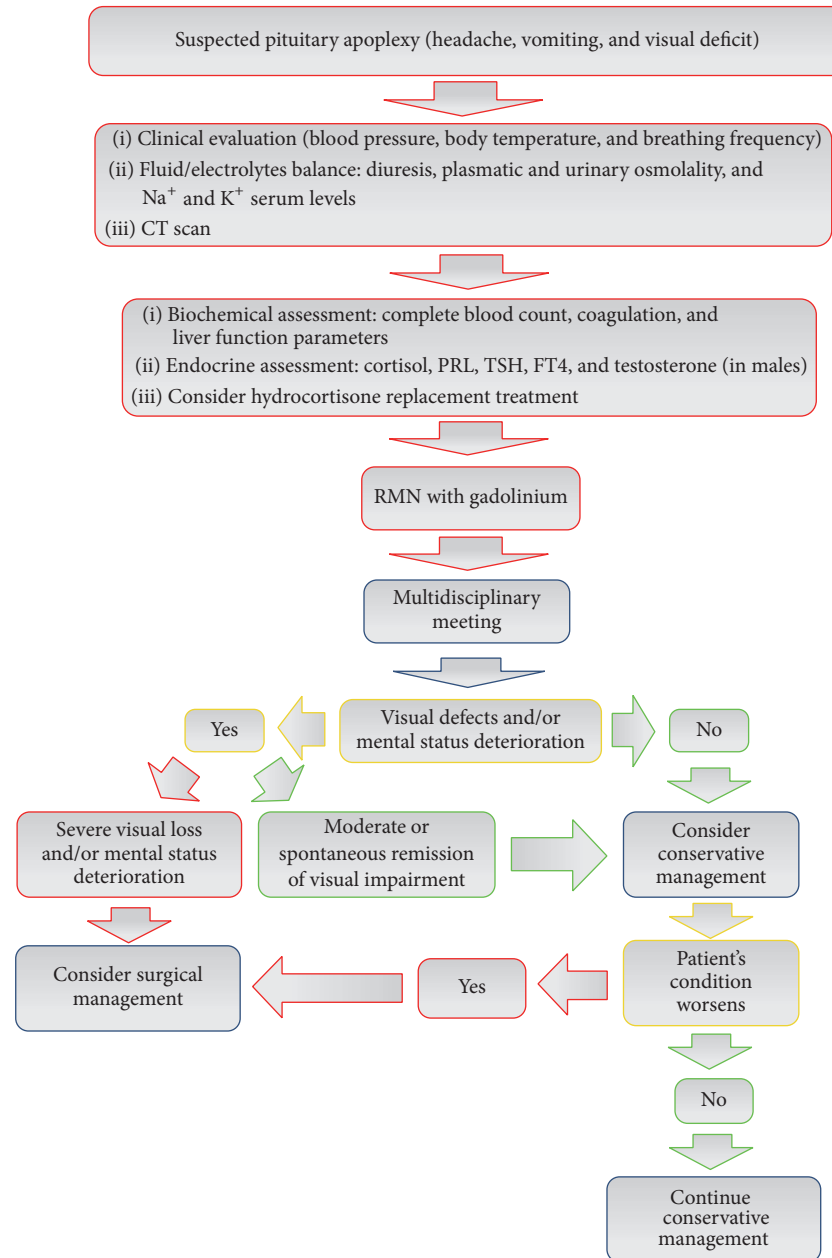 Suspected pituitary apoplexy (headache, vomiting, and visual deficit)
(i) Clinical evaluation (blood pressure, body temperature, and breathing frequency)
(ii) Fluid/electrolytes balance: diuresis, plasmatic and urinary osmolality, and
Na⁺ and K⁺ serum levels
(iii) CT scan
(i) Biochemical assessment: complete blood count, coagulation, and
liver function parameters
(ii) Endocrine assessment: cortisol, PRL, TSH, FT4, and testosterone (in males)
(iii) Consider hydrocortisone replacement treatment
RMN with gadolinium
Multidisciplinary
meeting
Yes
Visual defects and/or
mental status deterioration
No
Severe visual loss
and/or mental status
deterioration
Moderate or
spontaneous remission
of visual impairment
Consider
conservative
management
Consider surgical
management
Yes
Patient's
condition
worsens
No
Continue
conservative
management